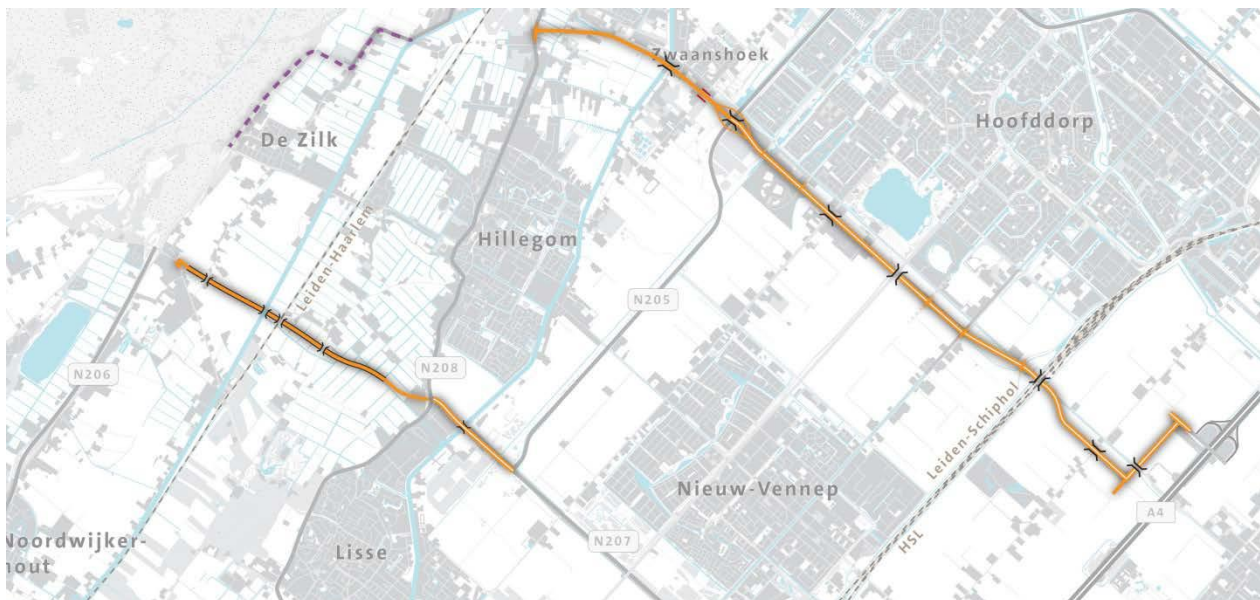 Zwaanshoek
Hoofddorp
De Zilk
Hillegom
Leiden-Haarlem
N205
N206
N208
Leiden-Schiphol
Nieuw-Vennep
A4
Noordwijker-
hout
Lisse
N207
HSL